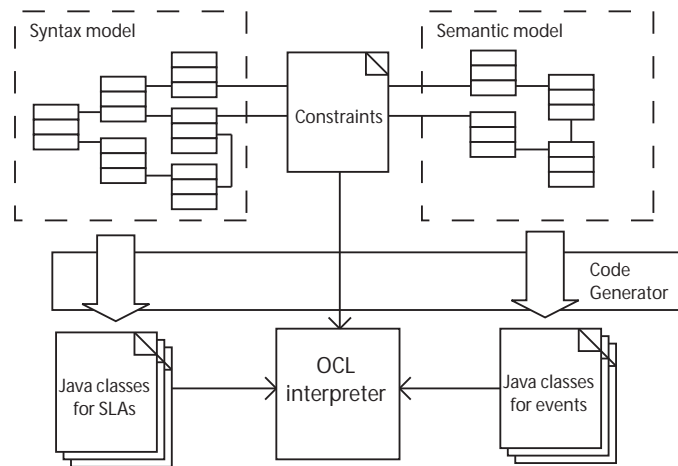 Syntax model
Semantic model
Constraints
Code
Generator
Java classes
for SLAs
OCL
interpreter
Java classes
for events